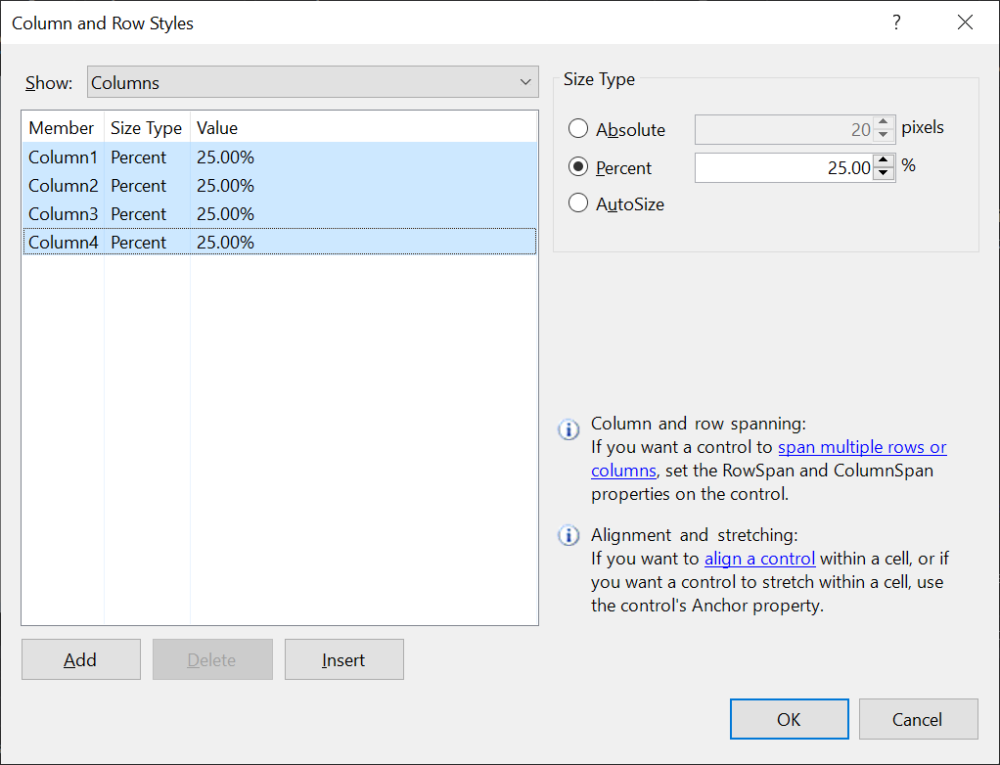 Column and Row Styles
?
Show: Columns
Member Size Type Value
Column1 Percent 25.00%
Column2 Percent 25.00%
Column3 Percent 25.00%
Column4 Percent 25.00%
Add Delete Insert
Size Type
Absolute 20 pixels
Percent 25.00 %
AutoSize
Column and row spanning:
If you want a control to span multiple rows or
columns, set the RowSpan and ColumnSpan
properties on the control.
Alignment and stretching:
If you want to align a control within a cell, or if
you want a control to stretch within a cell, use
the control's Anchor property.
OK Cancel